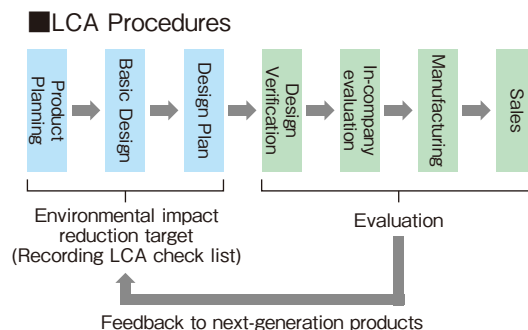 ■LCA Procedures
Product
Planning
Basic Design
Design Plan
Design
Verification
In-company
evaluation
Manufacturing
Sales
Environmental impact
reduction target
(Recording LCA check list)
Evaluation
Feedback to next-generation products